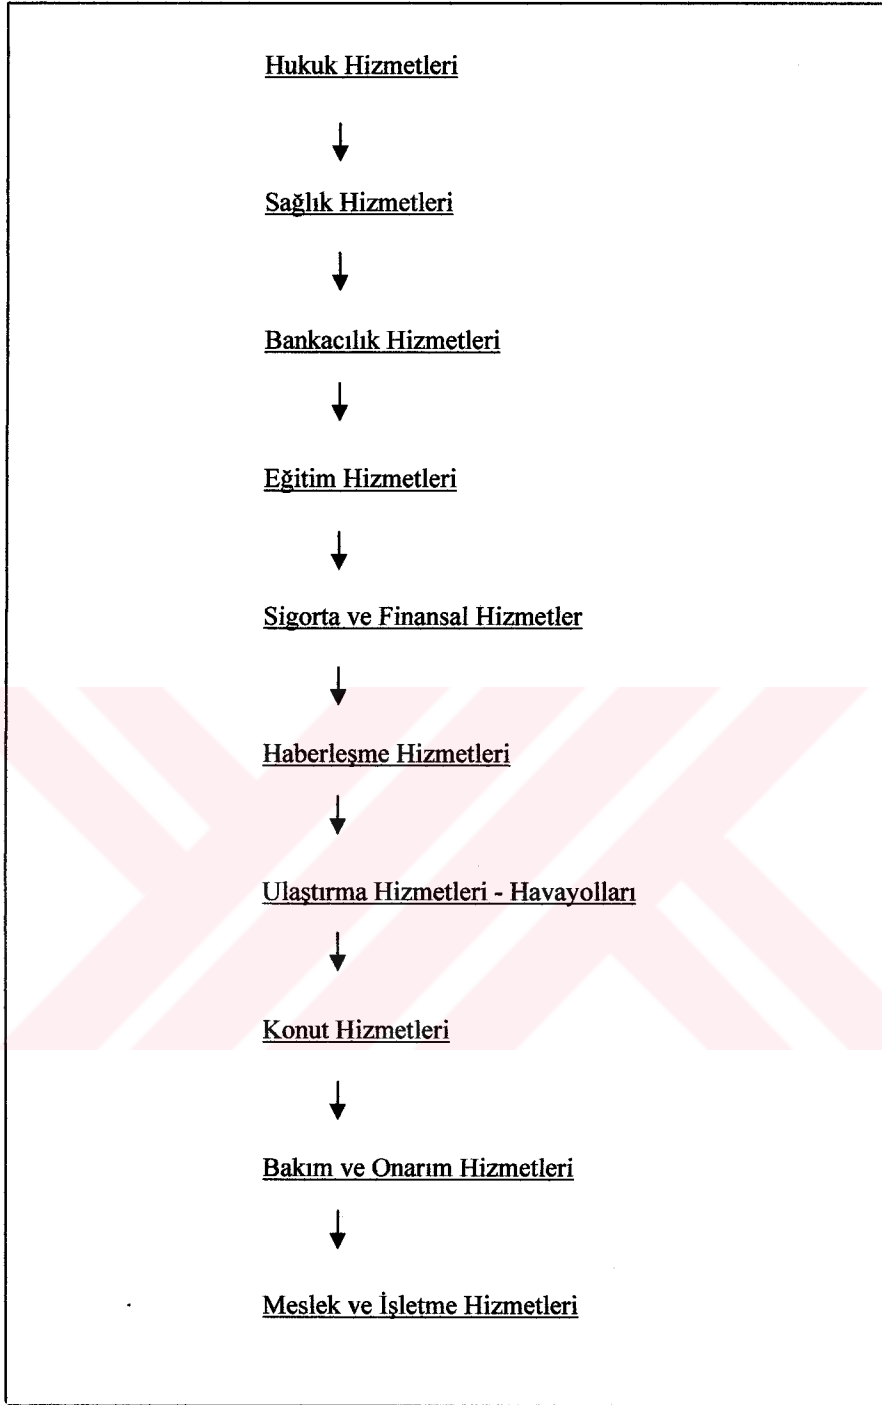 Hukuk Hizmetleri
Sağlık Hizmetleri
Bankacılık Hizmetleri
Eğitim Hizmetleri
Sigorta ve Finansal Hizmetler
Haberleşme Hizmetleri
Ulaştırma Hizmetleri - Havayolları
Konut Hizmetleri
Bakım ve Onarım Hizmetleri
Meslek ve İşletme Hizmetleri